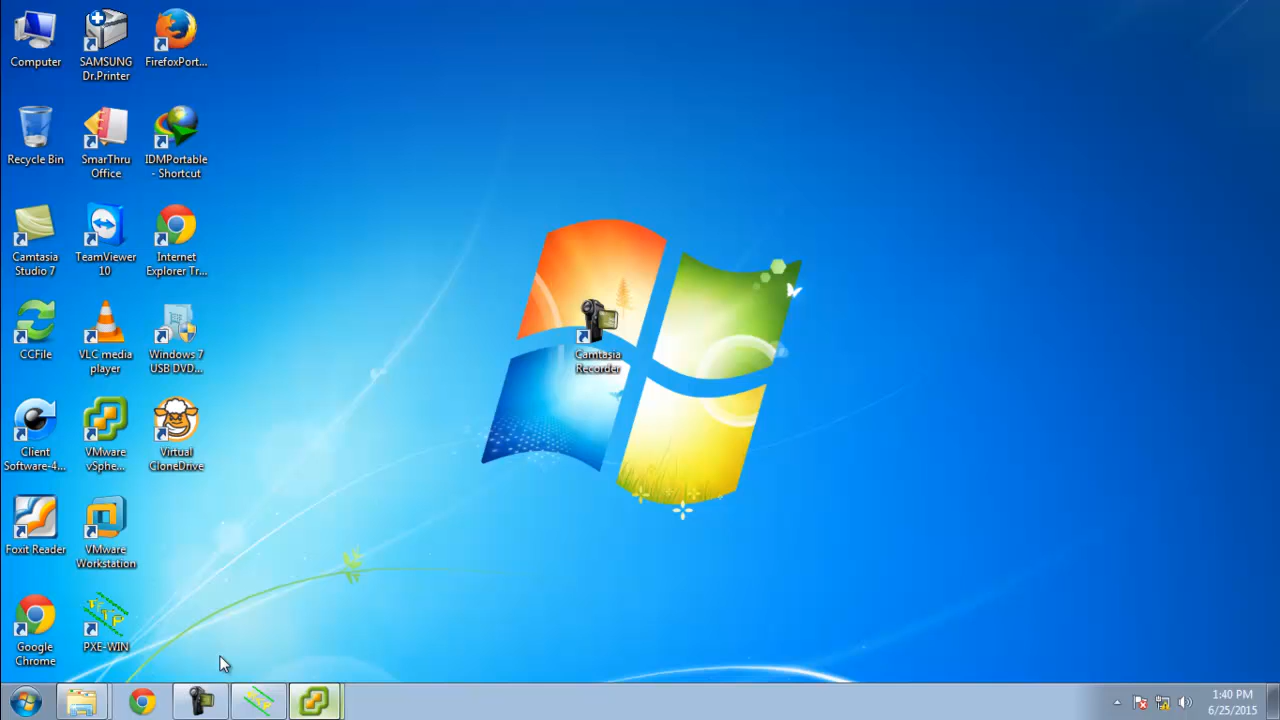 Computer
SAMSUNG
Dr.Printer
FirefoxPort...
Recycle Bin
SmarThru
Office
IDMPortable
- Shortcut
Camtasia
Studio 7
TeamViewer
10
Internet
Explorer Tr...
CCFile
VLC media
player
Windows 7
USB DVD...
Camtasia
Recorder
Client
Software-4...
VMware
vSphe...
Virtual
CloneDrive
Foxit Reader
VMware
Workstation
Google
Chrome
PXE-WIN
1:40 PM
6/25/2015